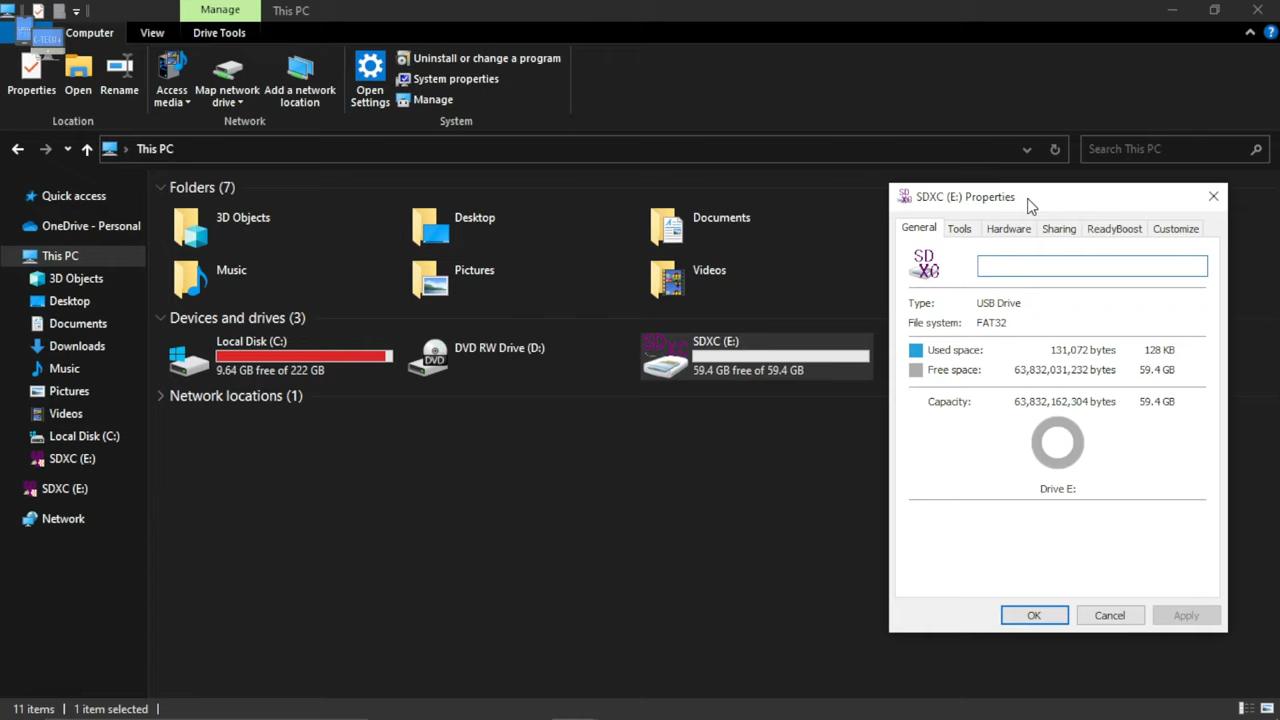 Manage
This PC
C-TECH+
Computer
View
Drive Tools
Properties
Open
Rename
Access media
Map network drive
Add a network location
Open Settings
Uninstall or change a program
System properties
Manage
Location
Network
System
This PC
Search This PC
Quick access
OneDrive - Personal
This PC
3D Objects
Desktop
Documents
Downloads
Music
Pictures
Videos
Local Disk (C:)
SDXC (E:)
SDXC (E:)
Network
Folders (7)
3D Objects
Desktop
Documents
Music
Pictures
Videos
Devices and drives (3)
Local Disk (C:)
9.64 GB free of 222 GB
DVD
DVD RW Drive (D:)
SDXC
SDXC (E:)
59.4 GB free of 59.4 GB
Network locations (1)
SDXC (E:) Properties
General
Tools
Hardware
Sharing
ReadyBoost
Customize
SD
XC
Type: USB Drive
File system: FAT32
Used space: 131,072 bytes 128 KB
Free space: 63,832,031,232 bytes 59.4 GB
Capacity: 63,832,162,304 bytes 59.4 GB
Drive E:
OK
Cancel
Apply
11 items
1 item selected